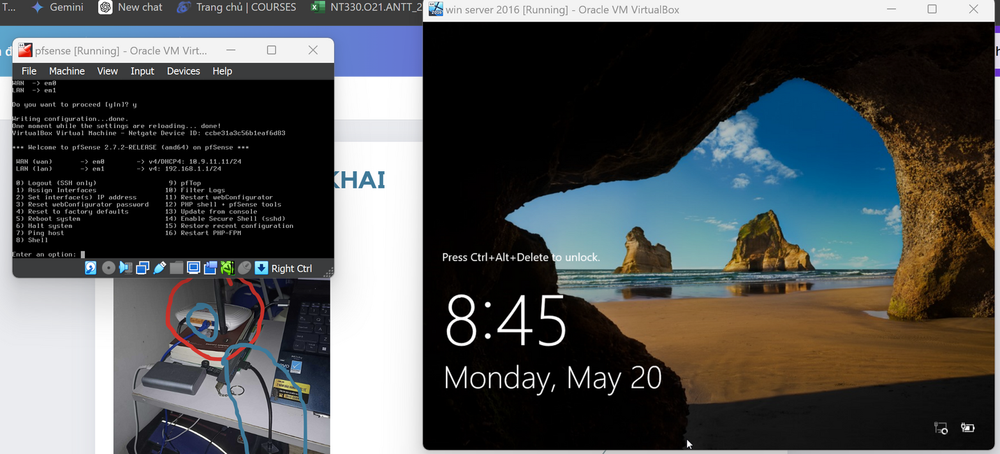 T...
Gemini
New chat
Trang chủ | COURSES
NT330.O21.ANTT_2
pfsense [Running] - Oracle VM Virt...
File Machine View Input Devices Help
WAN -> em0
LAN -> em1
Do you want to proceed [y|n]? y
Writing configuration...done.
One moment while the settings are reloading... done!
VirtualBox Virtual Machine - Netgate Device ID: ccbe31a3c56b1eaf6d83
*** Welcome to pfSense 2.7.2-RELEASE (amd64) on pfSense ***
WAN (wan) -> em0 -> v4/DHCP4: 10.9.11.11/24
LAN (lan) -> em1 -> v4: 192.168.1.1/24
0) Logout (SSH only) 9) pfTop
1) Assign Interfaces 10) Filter Logs
2) Set interface(s) IP address 11) Restart webConfigurator
3) Reset webConfigurator password 12) PHP shell + pfSense tools
4) Reset to factory defaults 13) Update from console
5) Reboot system 14) Enable Secure Shell (sshd)
6) Halt system 15) Restore recent configuration
7) Ping host 16) Restart PHP-FPM
8) Shell
Enter an option:
Right Ctrl
KHAI
win server 2016 [Running] - Oracle VM VirtualBox
Press Ctrl+Alt+Delete to unlock.
8:45
Monday, May 20